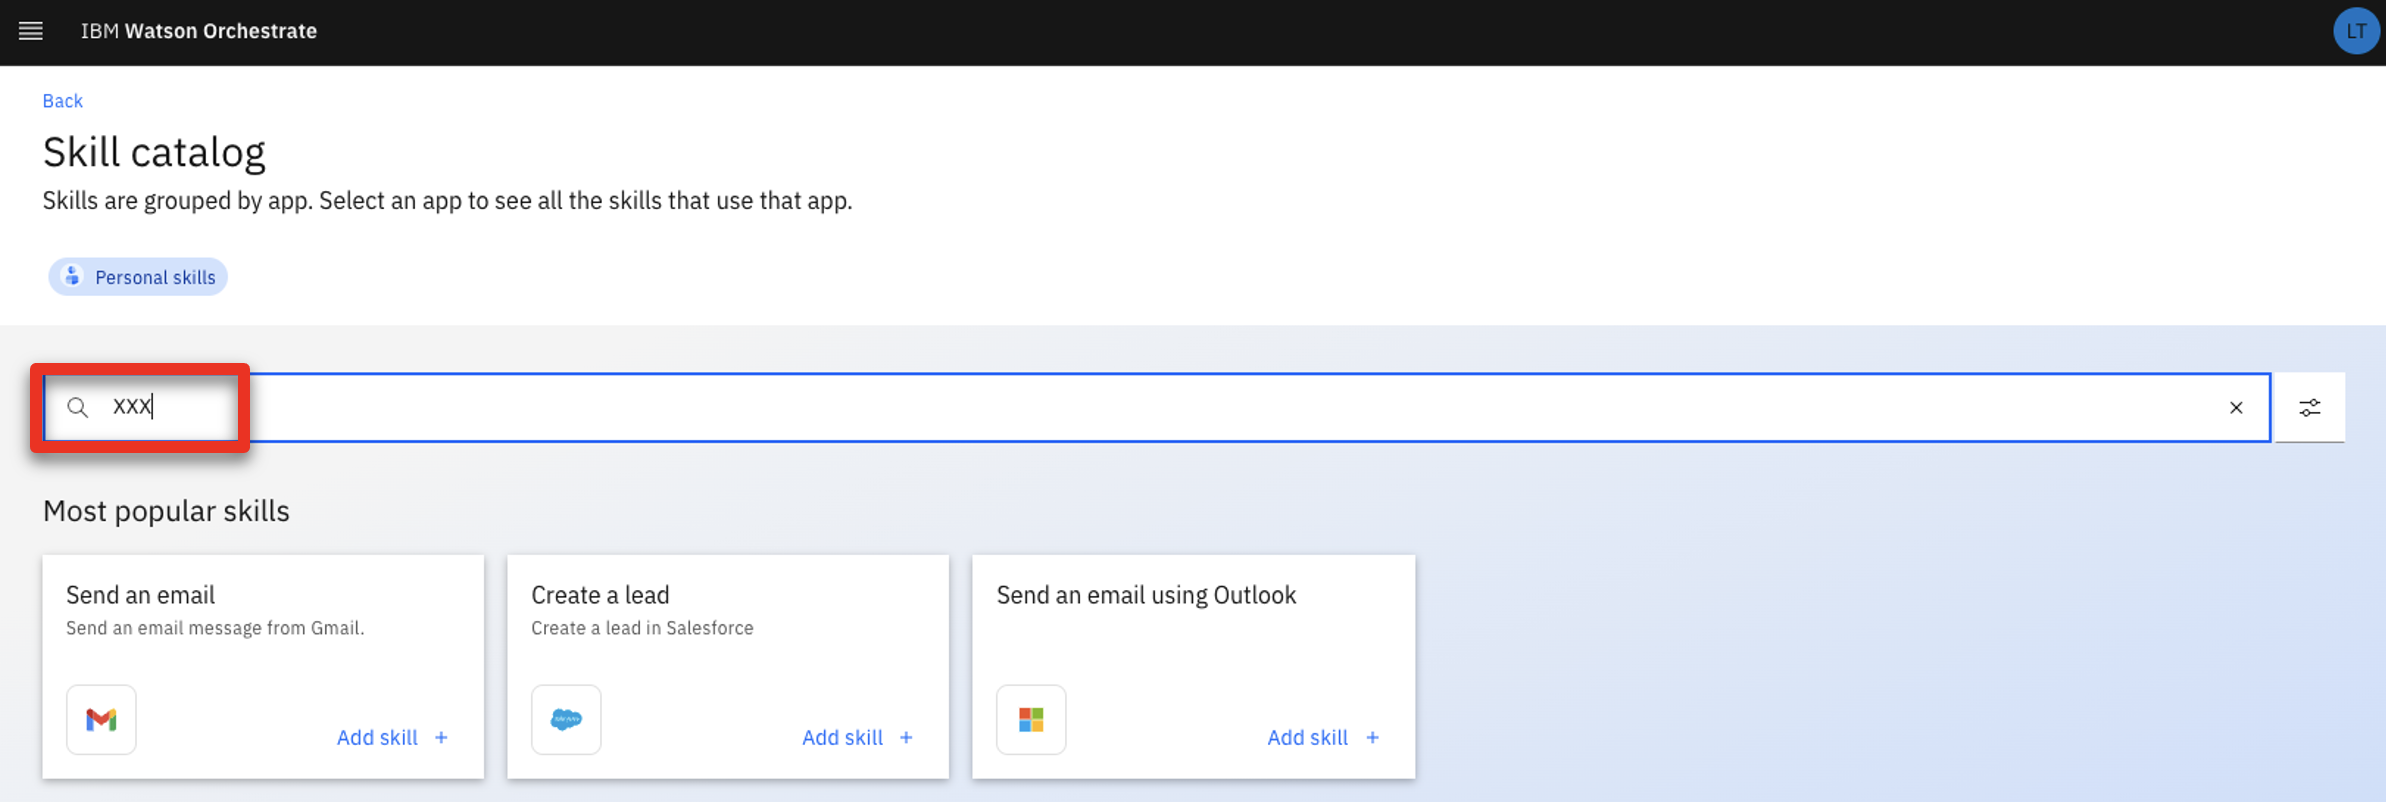 IBM Watson Orchestrate
LT
Back
Skill catalog
Skills are grouped by app. Select an app to see all the skills that use that app.
Personal skills
XXX
Most popular skills
Send an email
Send an email message from Gmail.
Add skill +
Create a lead
Create a lead in Salesforce
Add skill +
Send an email using Outlook
Add skill +